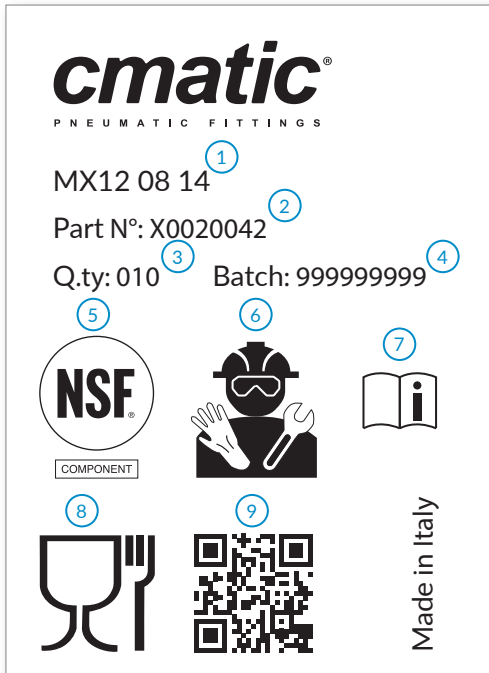 cmatic®
PNEUMATIC FITTINGS
1
MX12 08 14
2
Part N°: X0020042
3
4
Q.ty: 010 Batch: 999999999
5
6
7
NSF®
i
COMPONENT
8
9
Made in Italy